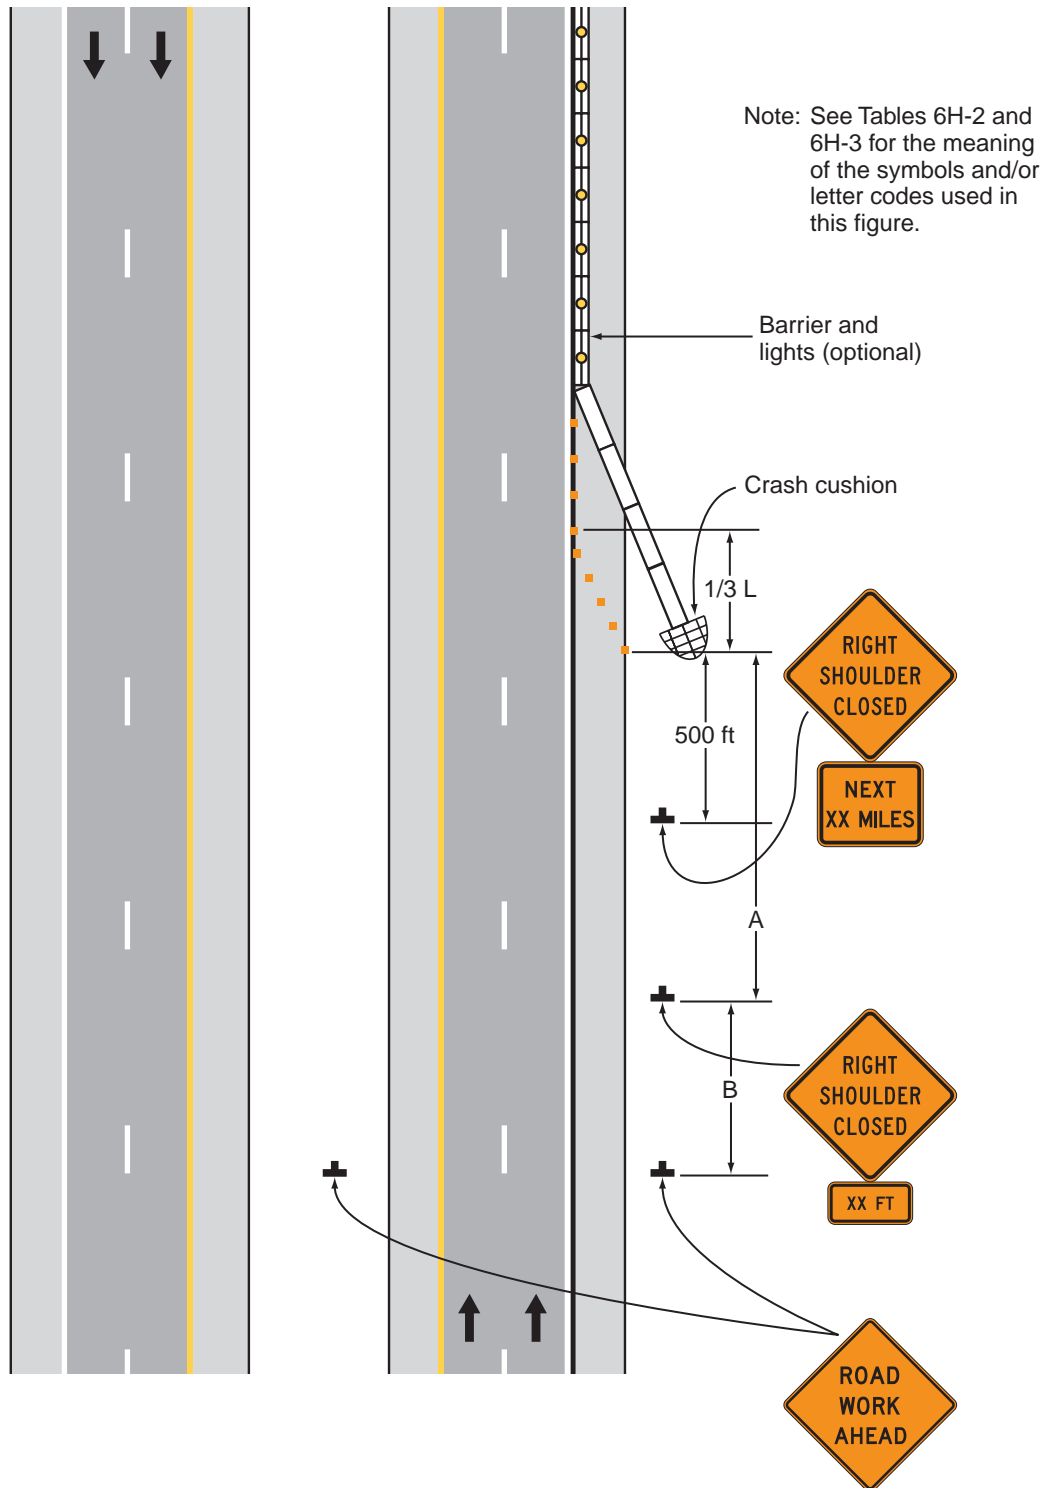 Note: See Tables 6H-2 and
6H-3 for the meaning
of the symbols and/or
letter codes used in
this figure.
Barrier and
lights (optional)
Crash cushion
1/3 L
RIGHT
SHOULDER
CLOSED
500 ft
NEXT
XX MILES
A
RIGHT
SHOULDER
CLOSED
B
XX FT
ROAD
WORK
AHEAD